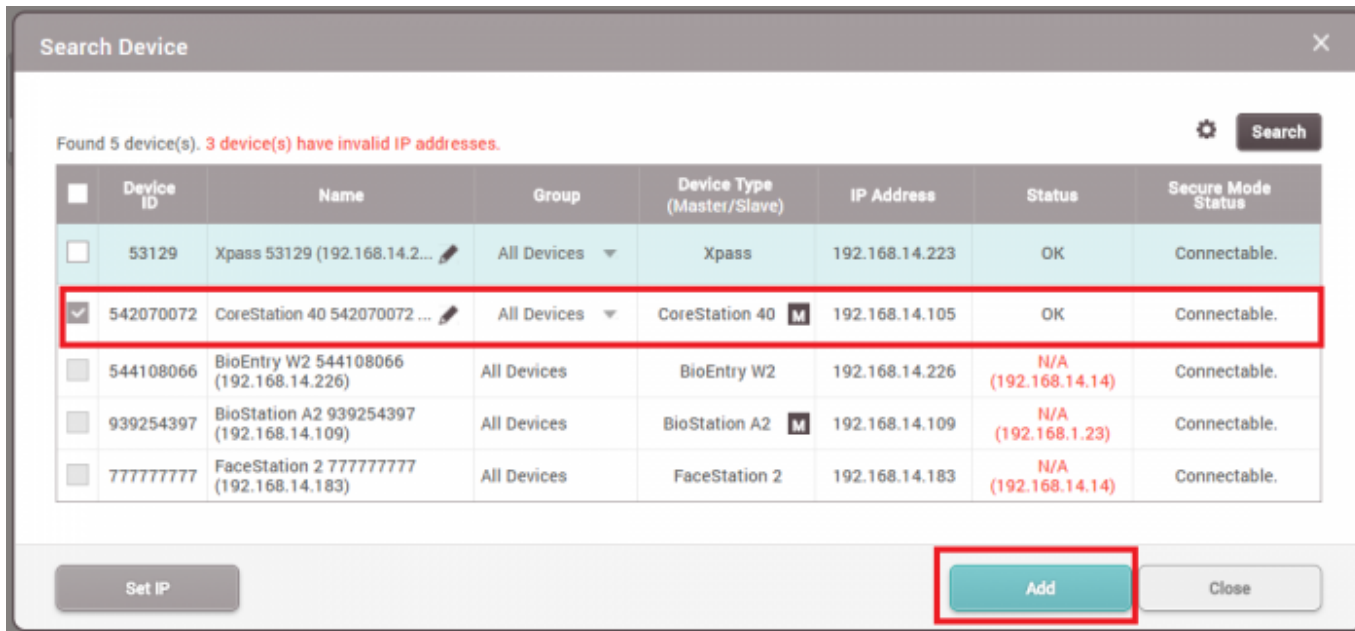 Search Device
Found 5 device(s). 3 device(s) have invalid IP addresses.
Search
Device ID Name Group Device Type (Master/Slave) IP Address Status Secure Mode Status
53129 Xpass 53129 (192.168.14.2... All Devices Xpass 192.168.14.223 OK Connectable.
542070072 CoreStation 40 542070072 ... All Devices CoreStation 40 M 192.168.14.105 OK Connectable.
544108066 BioEntry W2 544108066 (192.168.14.226) All Devices BioEntry W2 192.168.14.226 N/A (192.168.14.14) Connectable.
939254397 BioStation A2 939254397 (192.168.14.109) All Devices BioStation A2 M 192.168.14.109 N/A (192.168.1.23) Connectable.
777777777 FaceStation 2 777777777 (192.168.14.183) All Devices FaceStation 2 192.168.14.183 N/A (192.168.14.14) Connectable.
Set IP Add Close